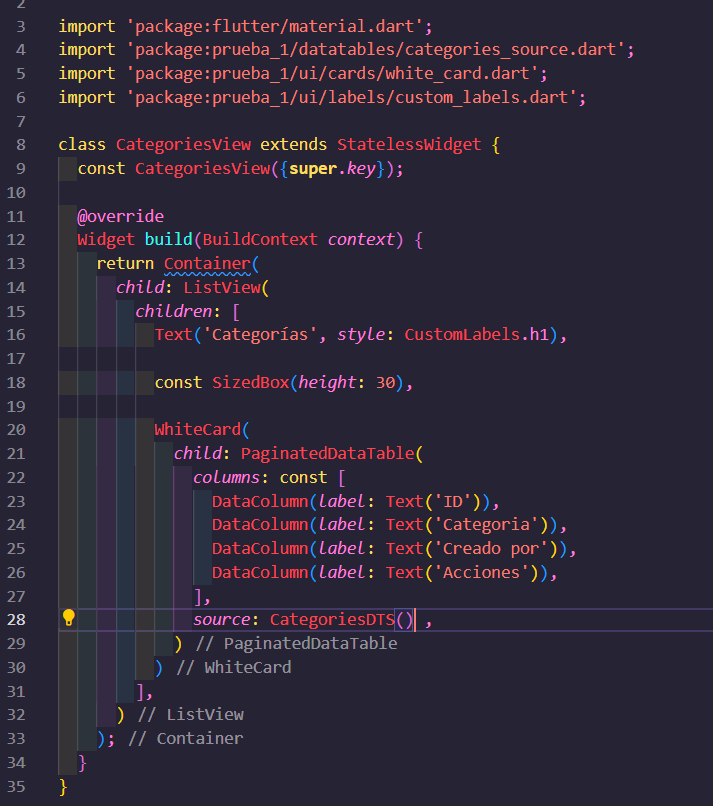 2
3 import 'package:flutter/material.dart';
4 import 'package:prueba_1/datatables/categories_source.dart';
5 import 'package:prueba_1/ui/cards/white_card.dart';
6 import 'package:prueba_1/ui/labels/custom_labels.dart';
7
8 class CategoriesView extends StatelessWidget {
9   const CategoriesView({super.key});
10
11   @override
12   Widget build(BuildContext context) {
13     return Container(
14       child: ListView(
15         children: [
16           Text('Categorías', style: CustomLabels.h1),
17
18           const SizedBox(height: 30),
19
20           WhiteCard(
21             child: PaginatedDataTable(
22               columns: const [
23                 DataColumn(label: Text('ID')),
24                 DataColumn(label: Text('Categoria')),
25                 DataColumn(label: Text('Creado por')),
26                 DataColumn(label: Text('Acciones')),
27               ],
28               source: CategoriesDTS() ,
29             ) // PaginatedDataTable
30           ) // WhiteCard
31         ],
32       ) // ListView
33     ); // Container
34   }
35 }